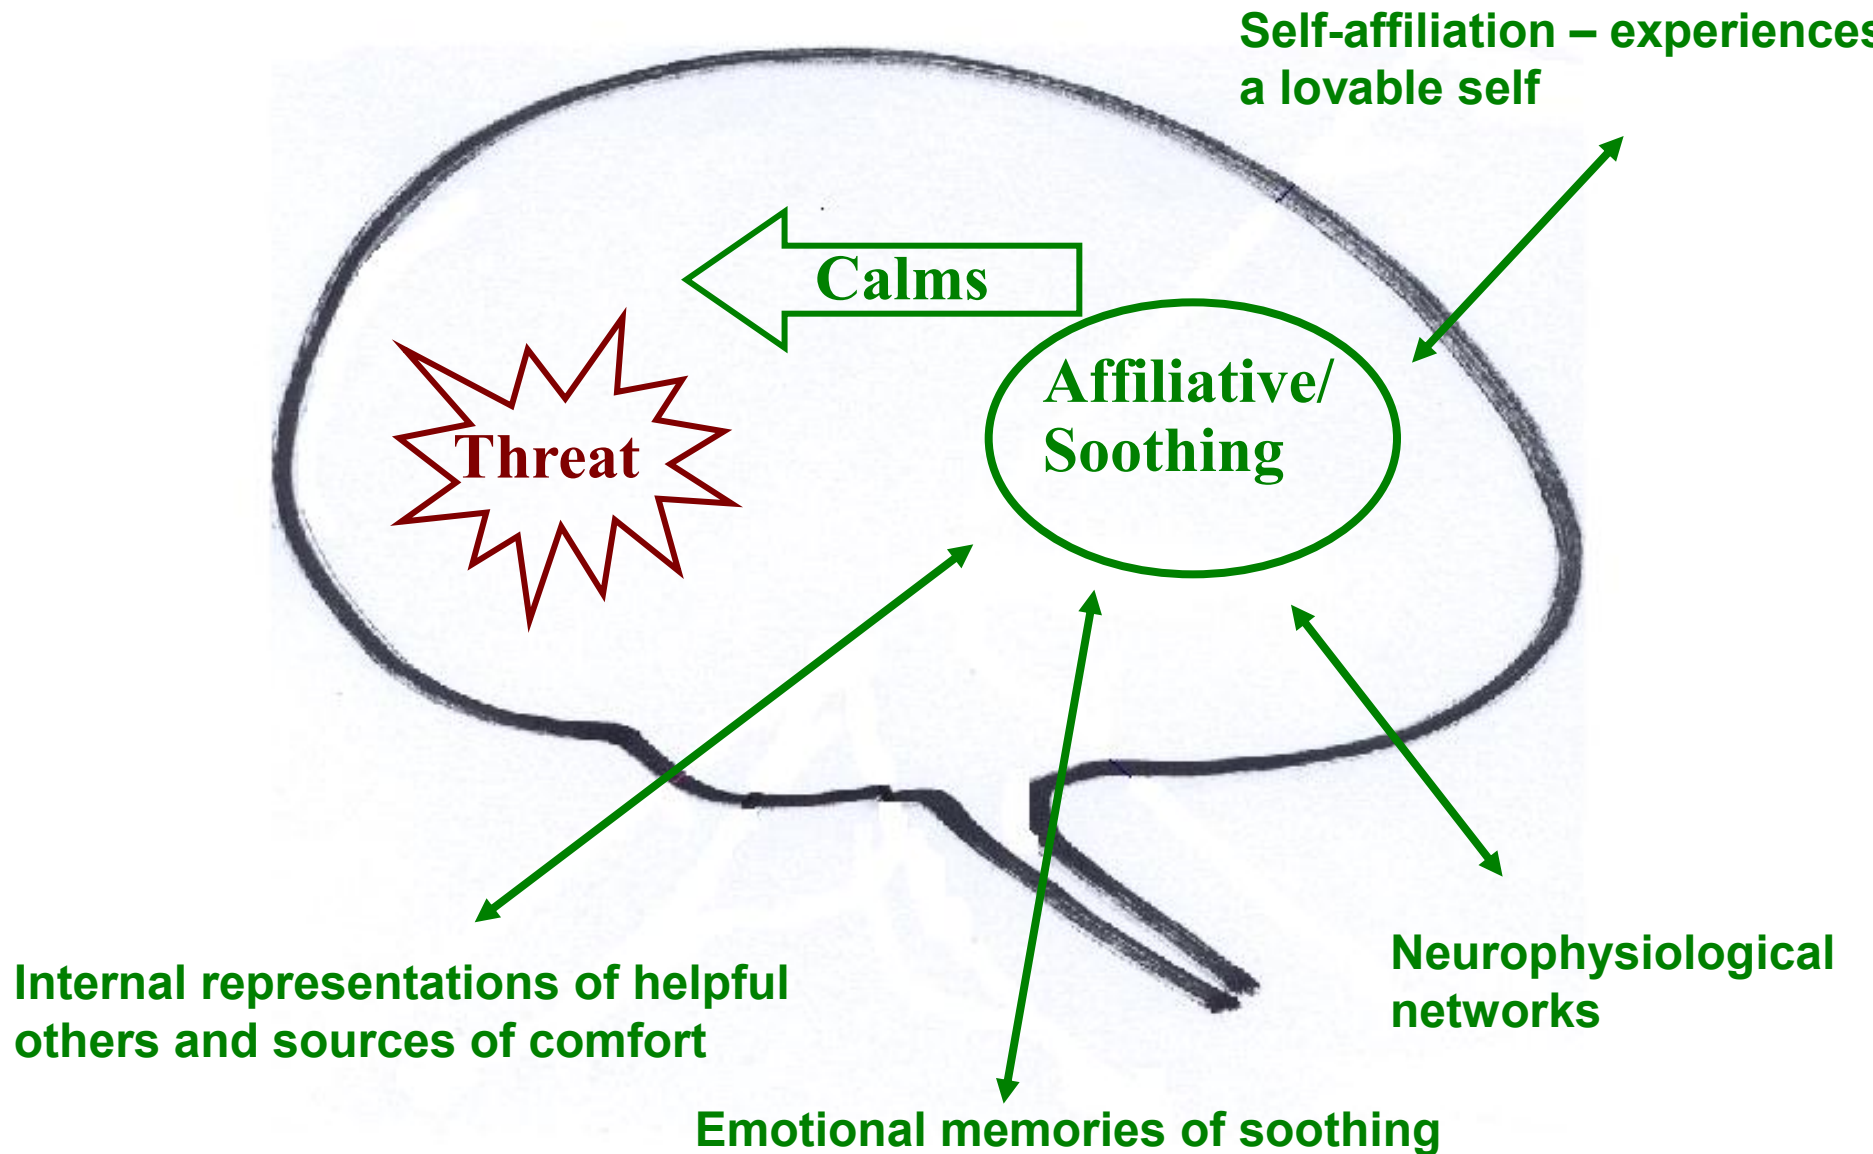 Self-affiliation – experiences
a lovable self
Calms
Affiliative/
Soothing
Threat
Internal representations of helpful
others and sources of comfort
Neurophysiological
networks
Emotional memories of soothing